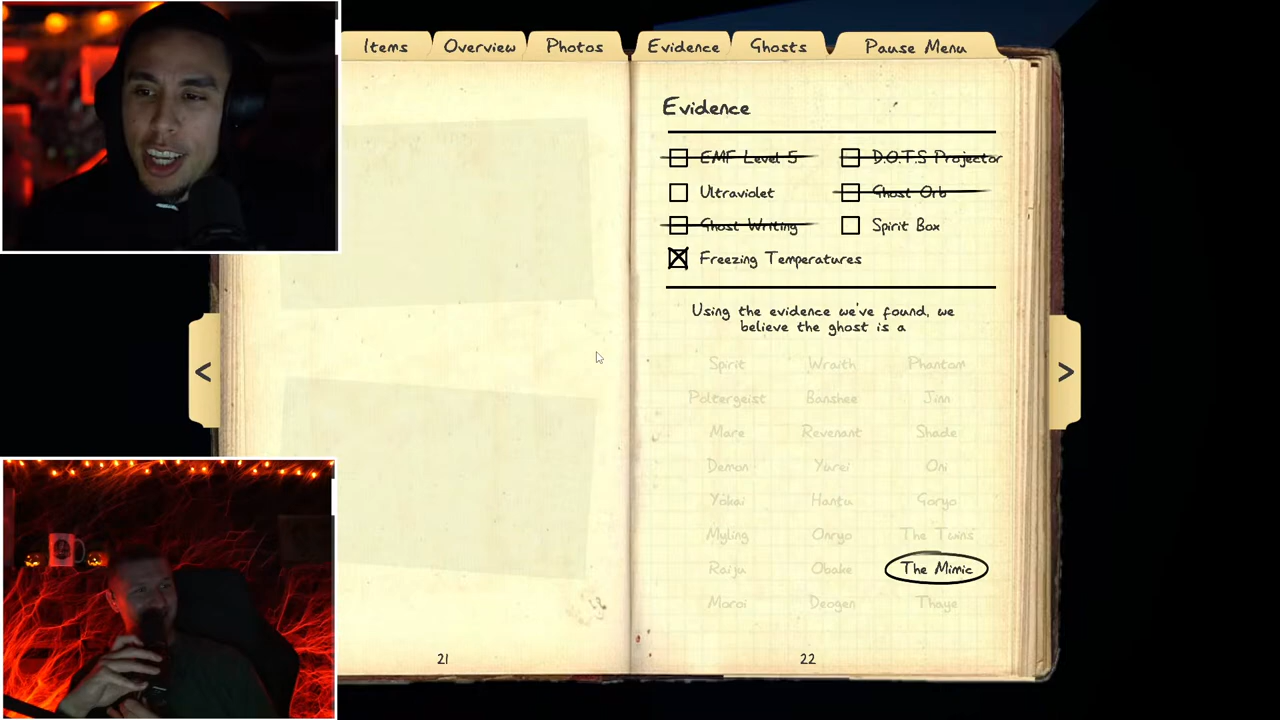 Items Overview Photos Evidence Ghosts Pause Menu
Evidence
EMF Level 5 D.O.T.S Projector
Ultraviolet Ghost Orb
Ghost Writing Spirit Box
Freezing Temperatures
Using the evidence we've found, we
believe the ghost is a
Spirit Wraith Phantom
Poltergeist Banshee Jinn
Mare Revenant Shade
Demon Yurei Oni
Yokai Hantu Goryo
Myling Onryo The Twins
Raiju Obake The Mimic
Moroi Deogen Thaye
< >
21 22